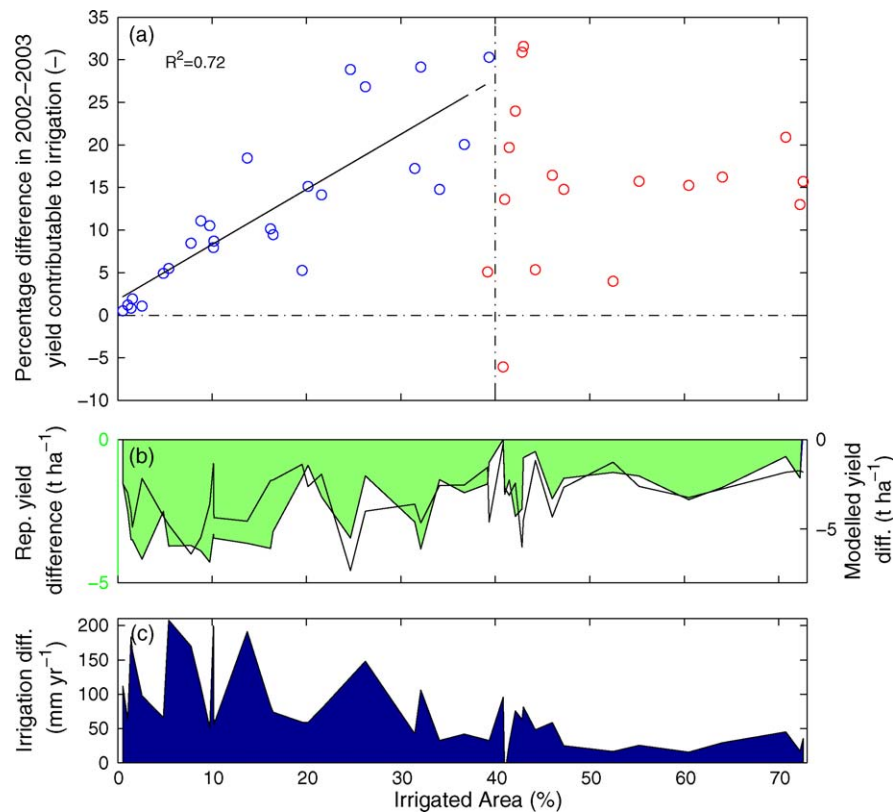 (a)
R²=0.72
Percentage difference in 2002−2003
yield contributable to irrigation (−)
35
30
25
20
15
10
5
0
−5
−10
(b)
Rep. yield
difference (t ha⁻¹)
0
−5
0
−5
Modelled yield
diff. (t ha⁻¹)
(c)
Irrigation diff.
(mm yr⁻¹)
200
150
100
50
0
0 10 20 30 40 50 60 70
Irrigated Area (%)